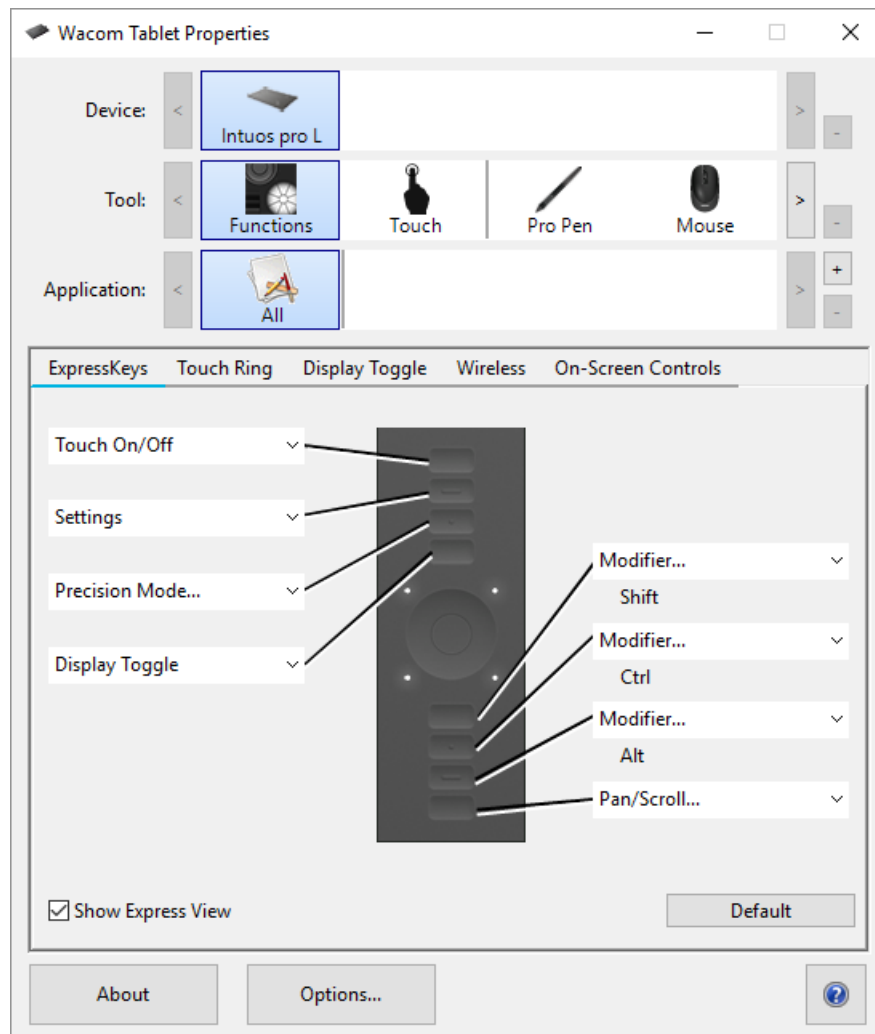 Wacom Tablet Properties
Device:
<
Intuos pro L
>
-
Tool:
<
Functions
Touch
Pro Pen
Mouse
>
-
Application:
<
All
>
+
-
ExpressKeys Touch Ring Display Toggle Wireless On-Screen Controls
Touch On/Off
Settings
Precision Mode...
Display Toggle
Modifier...
Shift
Modifier...
Ctrl
Modifier...
Alt
Pan/Scroll...
Show Express View
Default
About
Options...
?